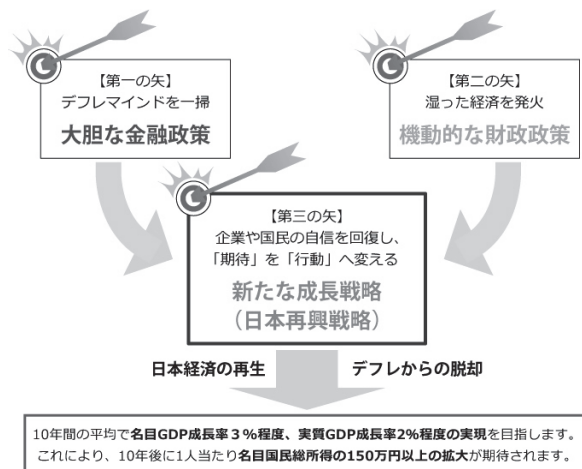 【第一の矢】
デフレマインドを一掃
大胆な金融政策
【第二の矢】
湿った経済を発火
機動的な財政政策
【第三の矢】
企業や国民の自信を回復し、
「期待」を「行動」へ変える
新たな成長戦略
（日本再興戦略）
日本経済の再生
デフレからの脱却
10年間の平均で名目GDP成長率３％程度、実質GDP成長率2％程度の実現を目指します。
これにより、10年後に1人当たり名目国民総所得の150万円以上の拡大が期待されます。